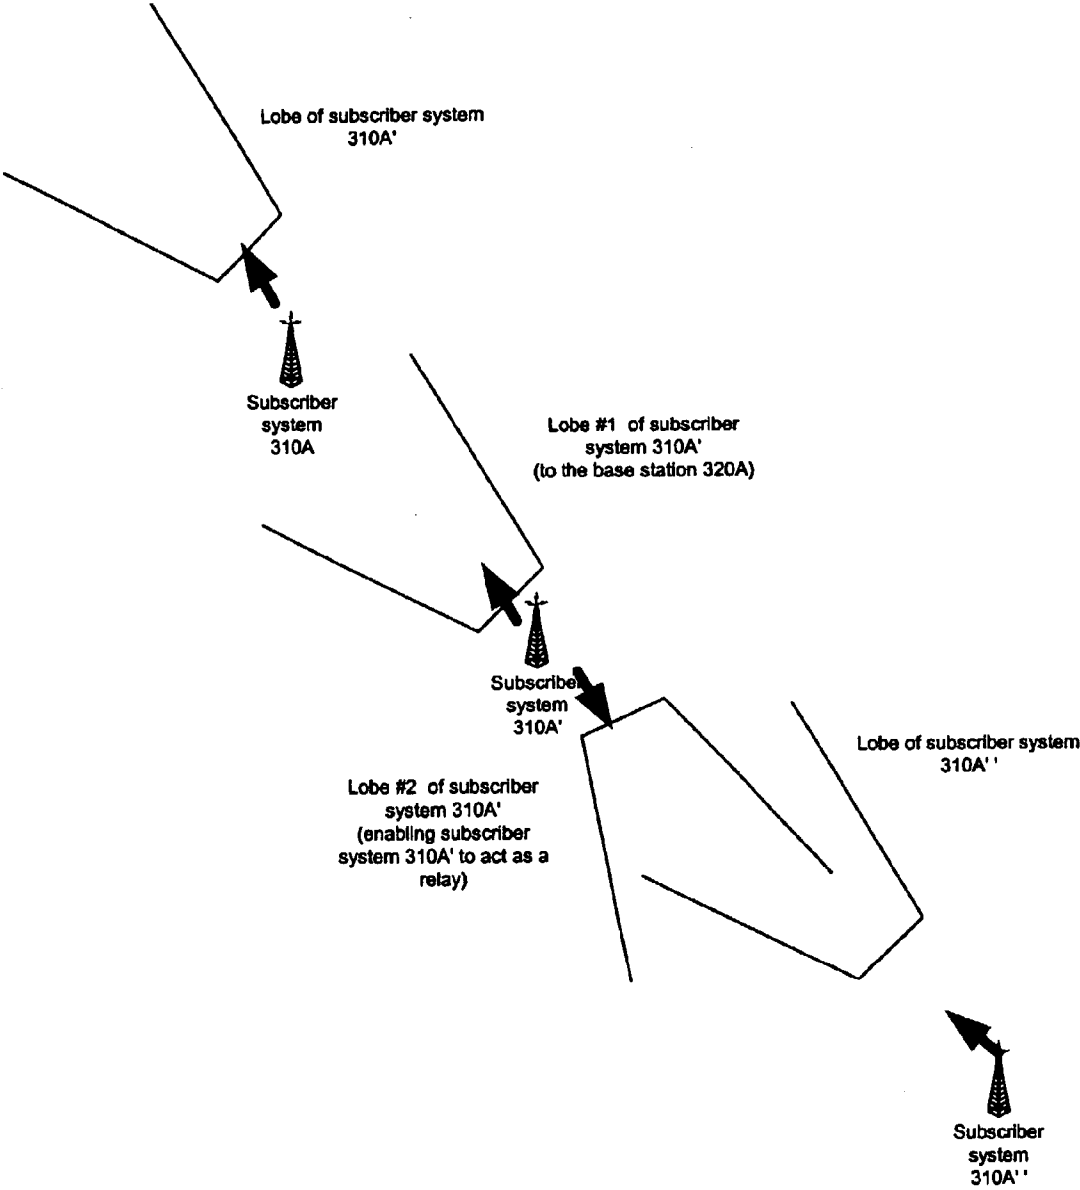 Lobe of subscriber system
310A'
Subscriber
system
310A
Lobe #1 of subscriber
system 310A'
(to the base station 320A)
Subscriber
system
310A'
Lobe of subscriber system
310A''
Lobe #2 of subscriber
system 310A'
(enabling subscriber
system 310A' to act as a
relay)
Subscriber
system
310A''